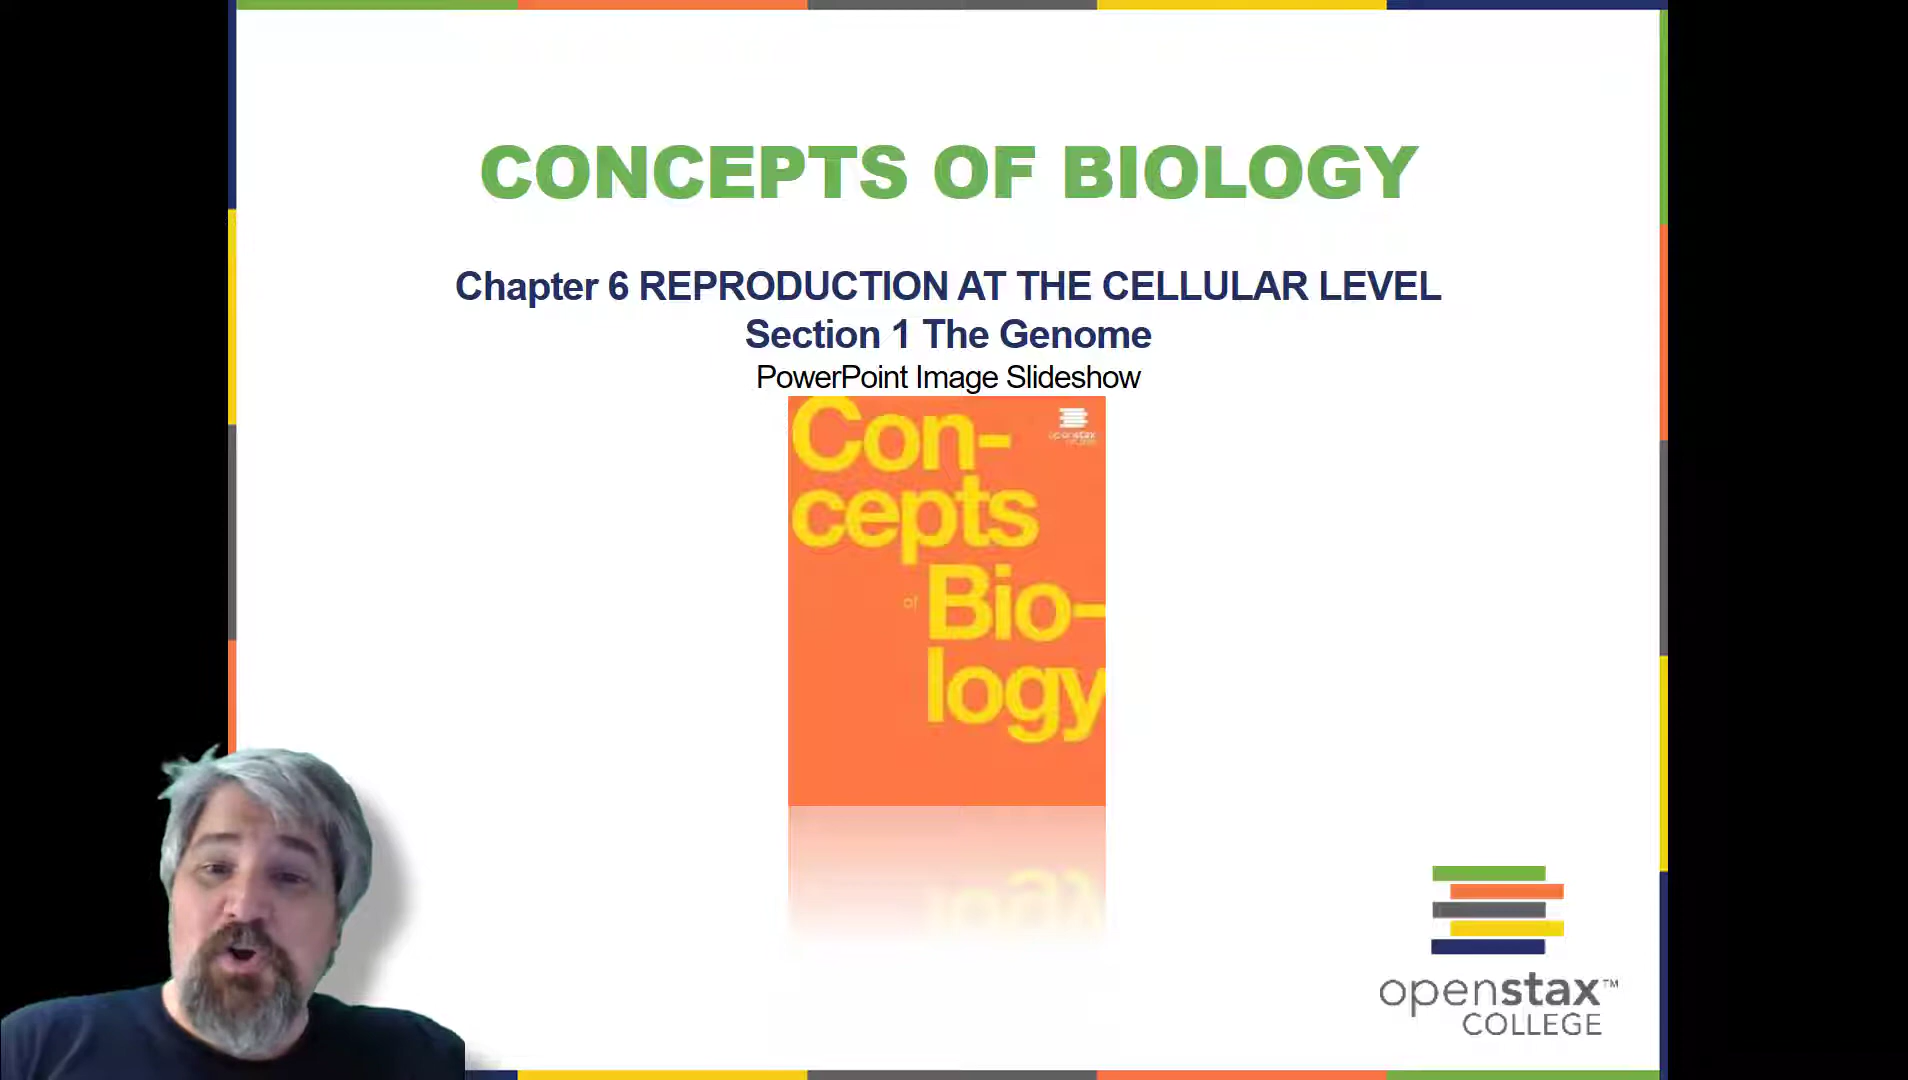 CONCEPTS OF BIOLOGY
Chapter 6 REPRODUCTION AT THE CELLULAR LEVEL
Section 1 The Genome
PowerPoint Image Slideshow
Con-
cepts
of Bio-
logy
openstax
openstax™
COLLEGE